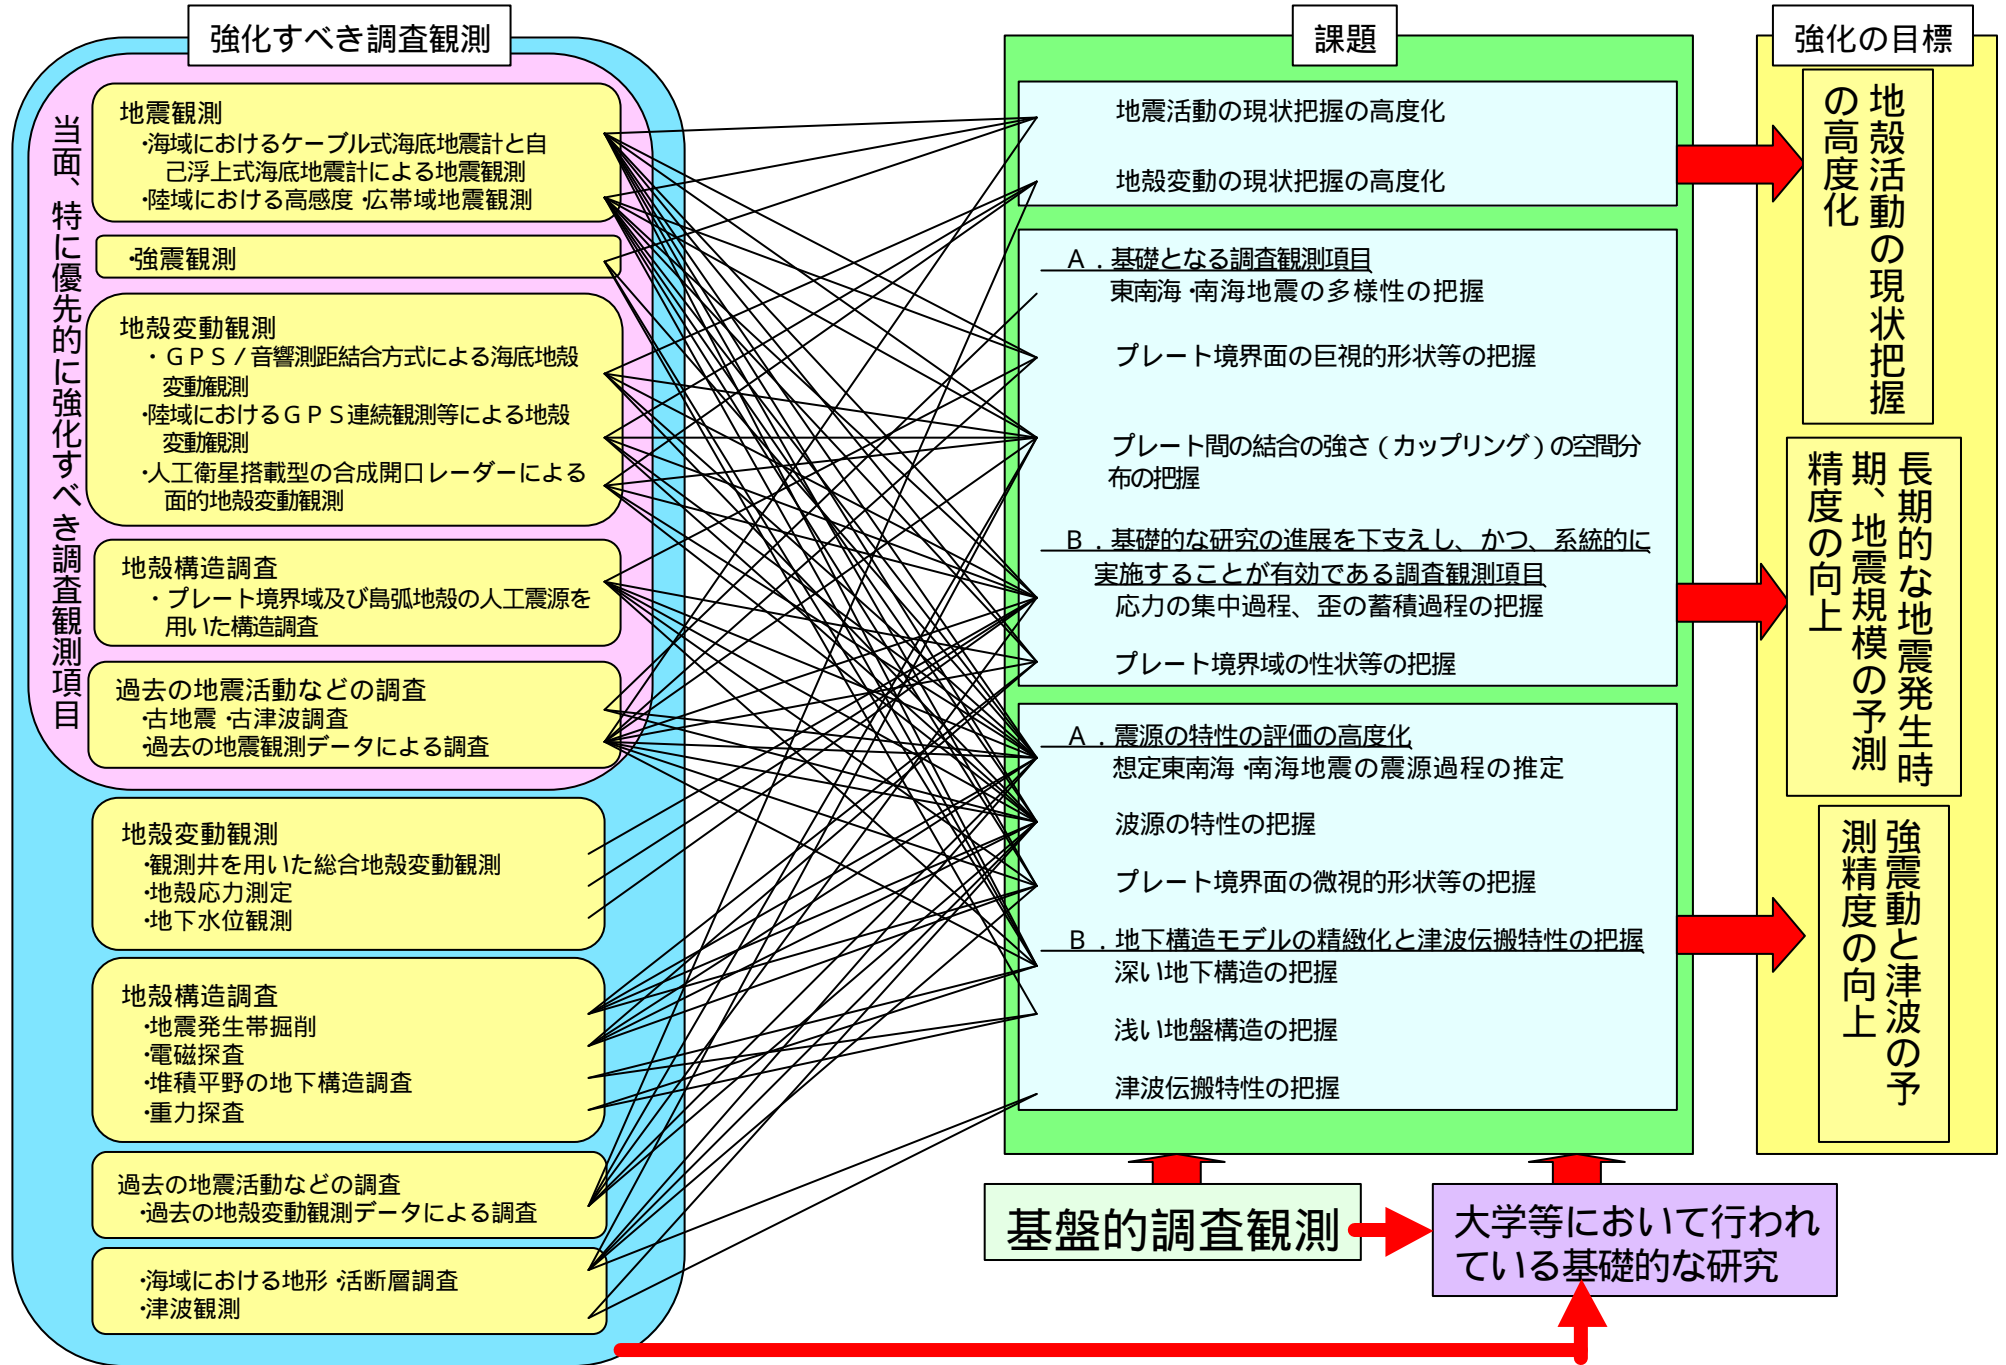 強化すべき調査観測
当面、特に優先的に強化すべき調査観測項目
地震観測
・海域におけるケーブル式海底地震計と自
己浮上式海底地震計による地震観測
・陸域における高感度・広帯域地震観測
・強震観測
地殻変動観測
・ＧＰＳ／音響測距結合方式による海底地殻
変動観測
・陸域におけるＧＰＳ連続観測等による地殻
変動観測
・人工衛星搭載型の合成開口レーダーによる
面的地殻変動観測
地殻構造調査
・プレート境界域及び島弧地殻の人工震源を
用いた構造調査
過去の地震活動などの調査
・古地震・古津波調査
・過去の地震観測データによる調査
地殻変動観測
・観測井を用いた総合地殻変動観測
・地殻応力測定
・地下水位観測
地殻構造調査
・地震発生帯掘削
・電磁探査
・堆積平野の地下構造調査
・重力探査
過去の地震活動などの調査
・過去の地殻変動観測データによる調査
・海域における地形・活断層調査
・津波観測
課題
地震活動の現状把握の高度化
地殻変動の現状把握の高度化
Ａ．基礎となる調査観測項目
東南海・南海地震の多様性の把握
プレート境界面の巨視的形状等の把握
プレート間の結合の強さ（カップリング）の空間分
布の把握
Ｂ．基礎的な研究の進展を下支えし、かつ、系統的に
実施することが有効である調査観測項目
応力の集中過程、歪の蓄積過程の把握
プレート境界域の性状等の把握
Ａ．震源の特性の評価の高度化
想定東南海・南海地震の震源過程の推定
波源の特性の把握
プレート境界面の微視的形状等の把握
Ｂ．地下構造モデルの精緻化と津波伝搬特性の把握
深い地下構造の把握
浅い地盤構造の把握
津波伝搬特性の把握
強化の目標
地殻活動の現状把握
の高度化
長期的な地震発生時
期、地震規模の予測
精度の向上
強震動と津波の予
測精度の向上
基盤的調査観測
大学等において行われ
ている基礎的な研究